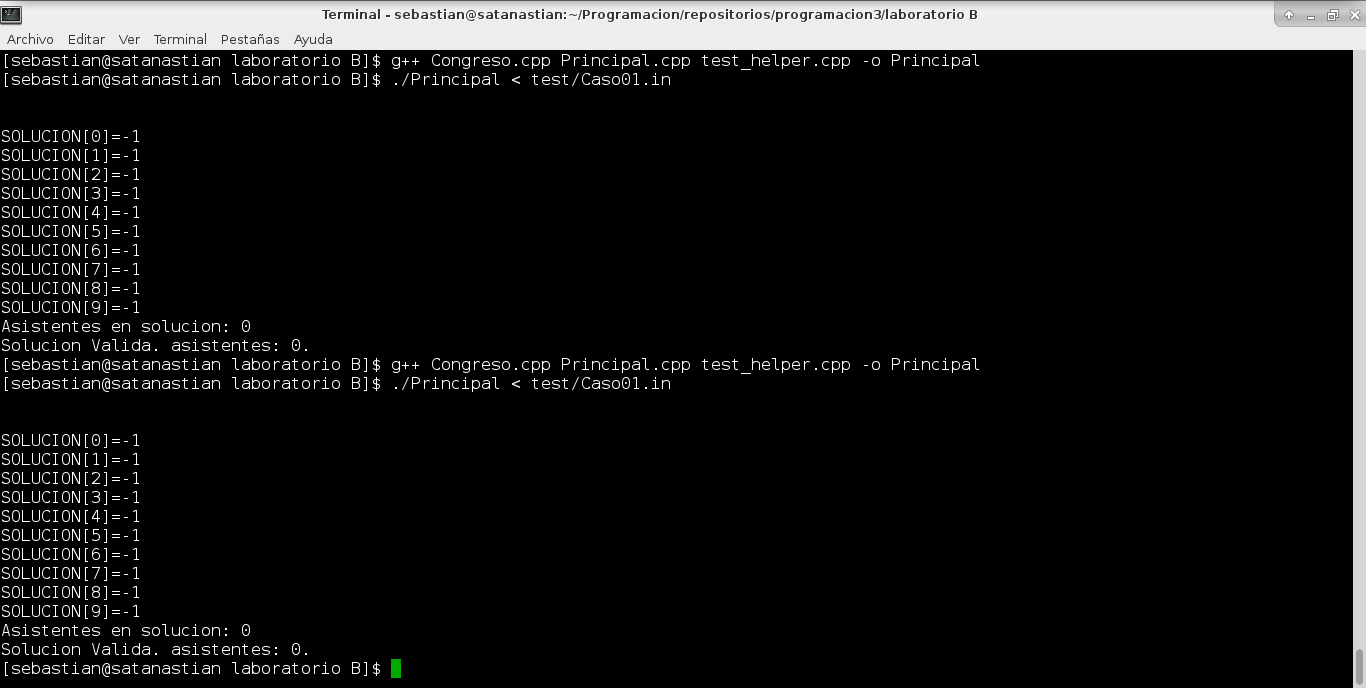 Terminal - sebastian@satanastian:~/Programacion/repositorios/programacion3/laboratorio B
Archivo Editar Ver Terminal Pestañas Ayuda
[sebastian@satanastian laboratorio B]$ g++ Congreso.cpp Principal.cpp test_helper.cpp -o Principal
[sebastian@satanastian laboratorio B]$ ./Principal < test/Caso01.in
SOLUCION[0]=-1
SOLUCION[1]=-1
SOLUCION[2]=-1
SOLUCION[3]=-1
SOLUCION[4]=-1
SOLUCION[5]=-1
SOLUCION[6]=-1
SOLUCION[7]=-1
SOLUCION[8]=-1
SOLUCION[9]=-1
Asistentes en solucion: 0
Solucion Valida. asistentes: 0.
[sebastian@satanastian laboratorio B]$ g++ Congreso.cpp Principal.cpp test_helper.cpp -o Principal
[sebastian@satanastian laboratorio B]$ ./Principal < test/Caso01.in
SOLUCION[0]=-1
SOLUCION[1]=-1
SOLUCION[2]=-1
SOLUCION[3]=-1
SOLUCION[4]=-1
SOLUCION[5]=-1
SOLUCION[6]=-1
SOLUCION[7]=-1
SOLUCION[8]=-1
SOLUCION[9]=-1
Asistentes en solucion: 0
Solucion Valida. asistentes: 0.
[sebastian@satanastian laboratorio B]$